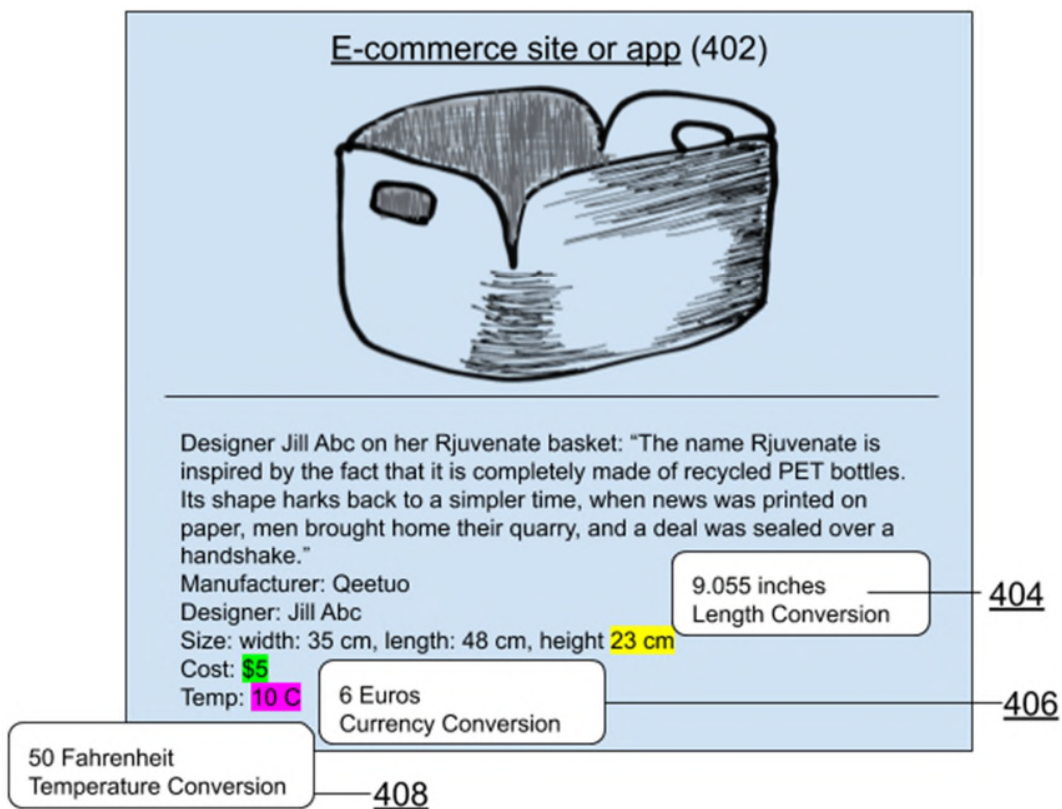 E-commerce site or app (402)
Designer Jill Abc on her Rjuvenate basket: “The name Rjuvenate is
inspired by the fact that it is completely made of recycled PET bottles.
Its shape harks back to a simpler time, when news was printed on
paper, men brought home their quarry, and a deal was sealed over a
handshake.”
Manufacturer: Qeetuo
Designer: Jill Abc
Size: width: 35 cm, length: 48 cm, height 23 cm
Cost: $5
Temp: 10 C
9.055 inches
Length Conversion
404
6 Euros
Currency Conversion
406
50 Fahrenheit
Temperature Conversion
408